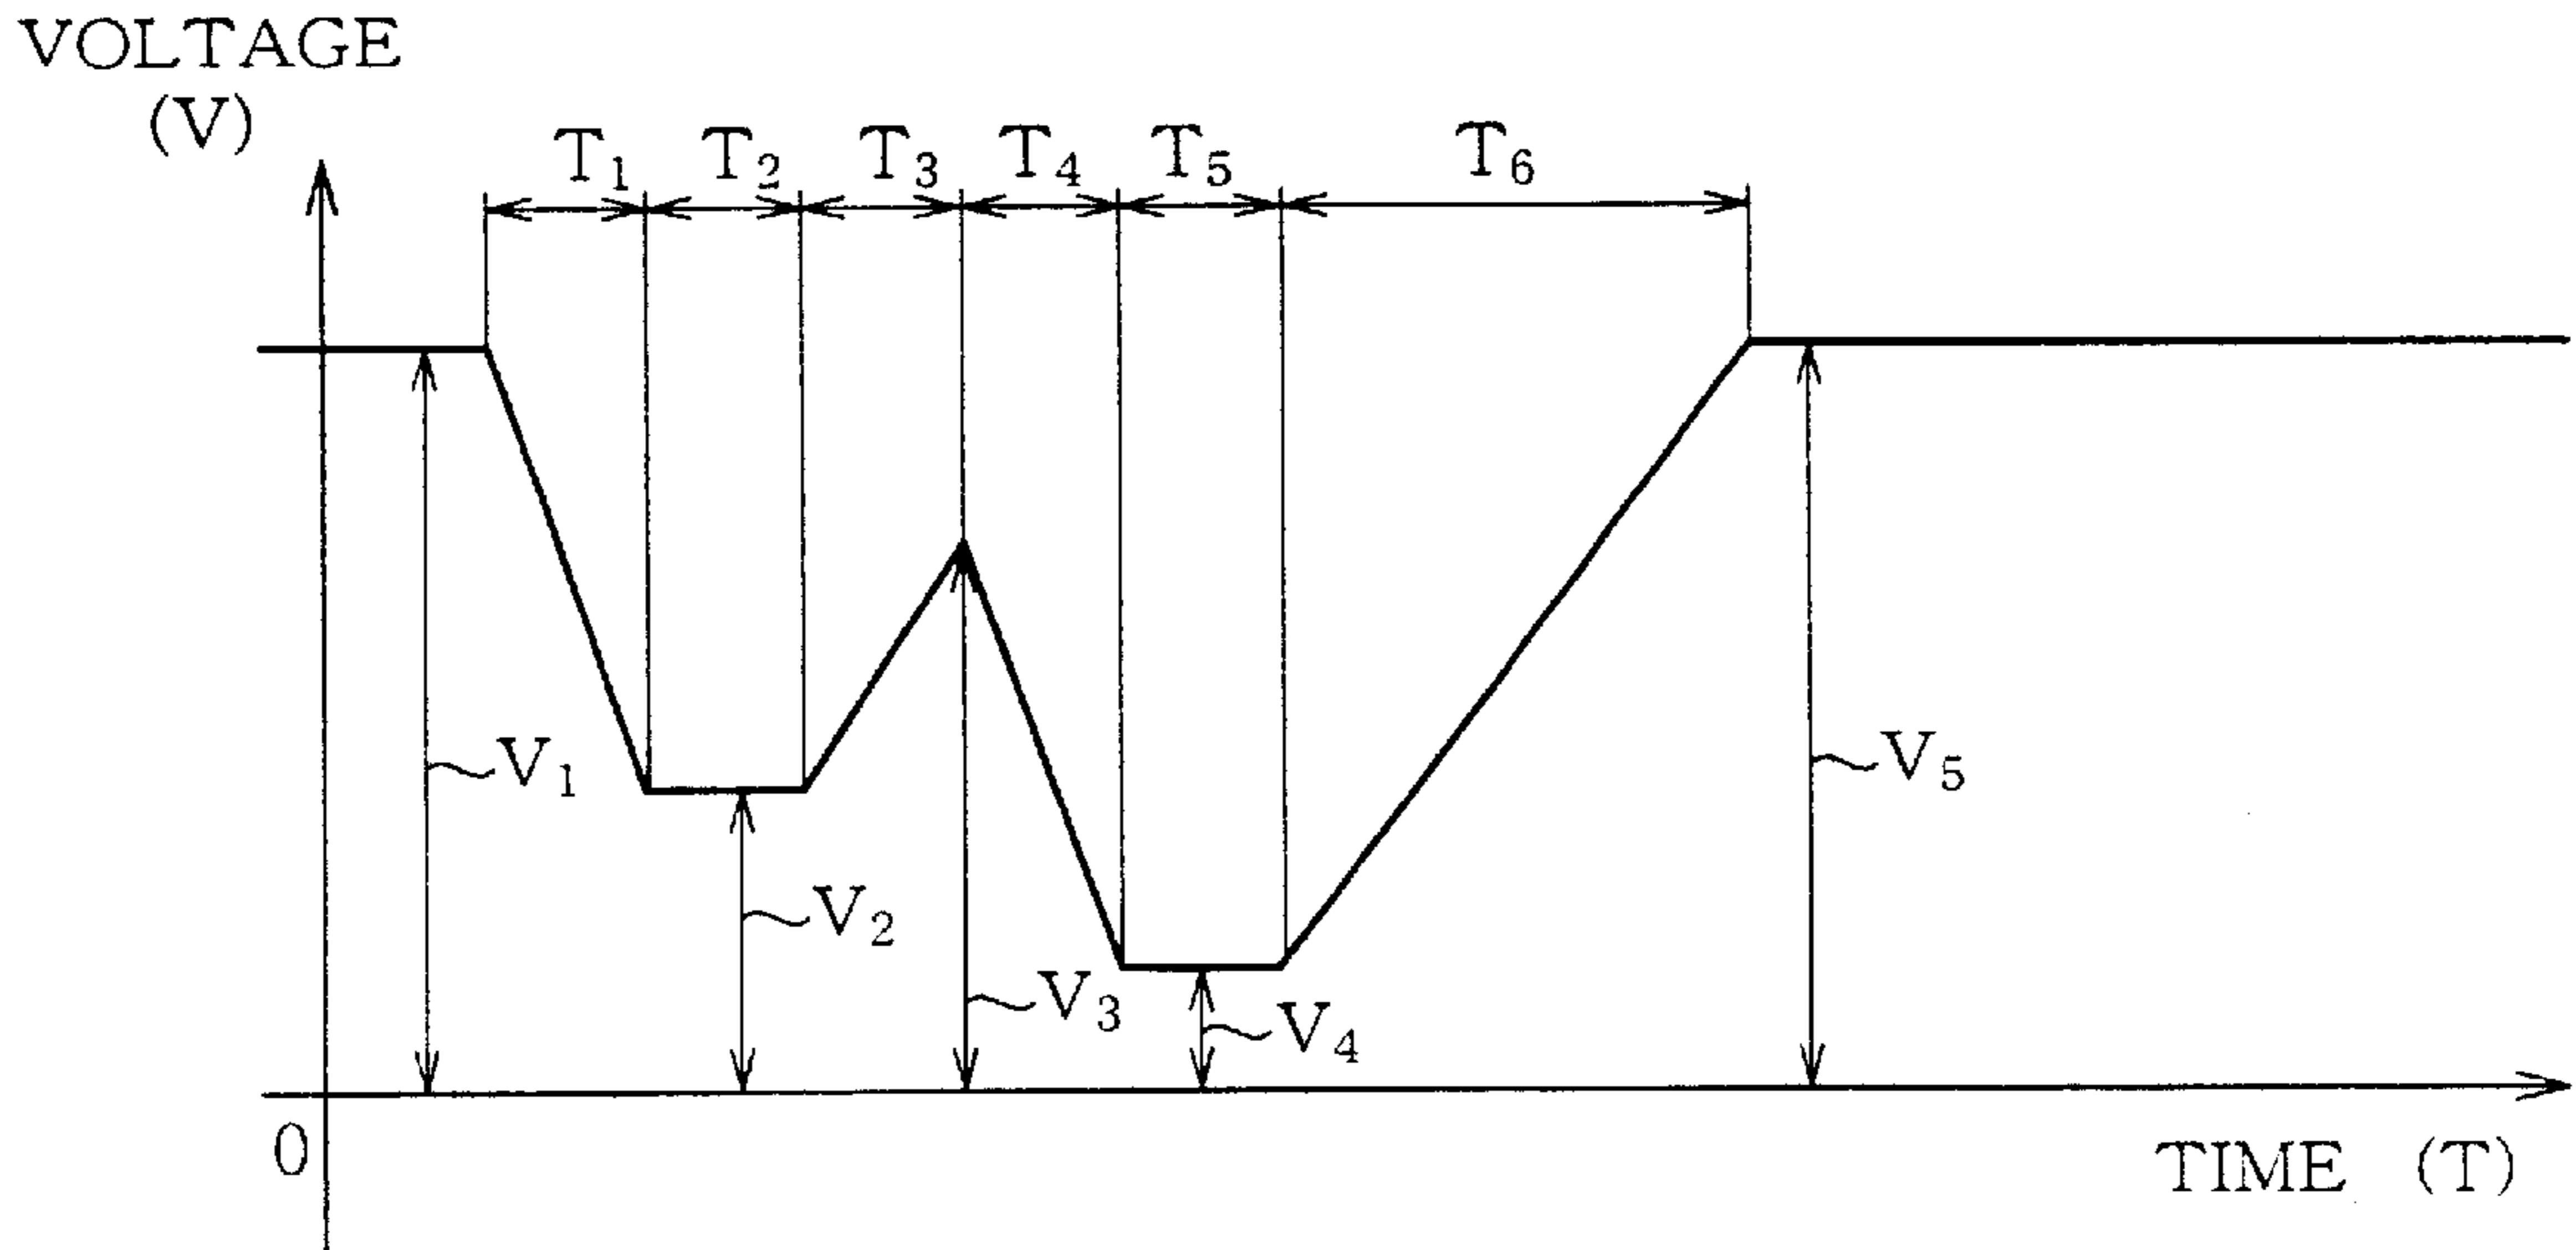 VOLTAGE
(V)
T₁ T₂ T₃ T₄ T₅ T₆
V₁
V₂
V₃
V₄
V₅
0
TIME (T)